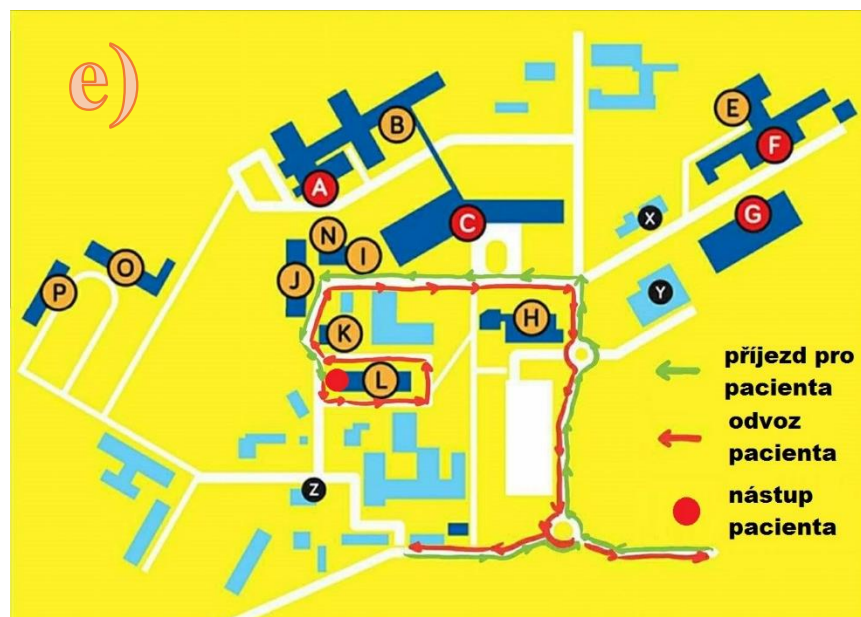 e)
B
E
A
F
C
G
X
N
I
J
O
P
Y
H
K
L
příjezd pro
pacienta
odvoz
pacienta
nástup
pacienta
Z